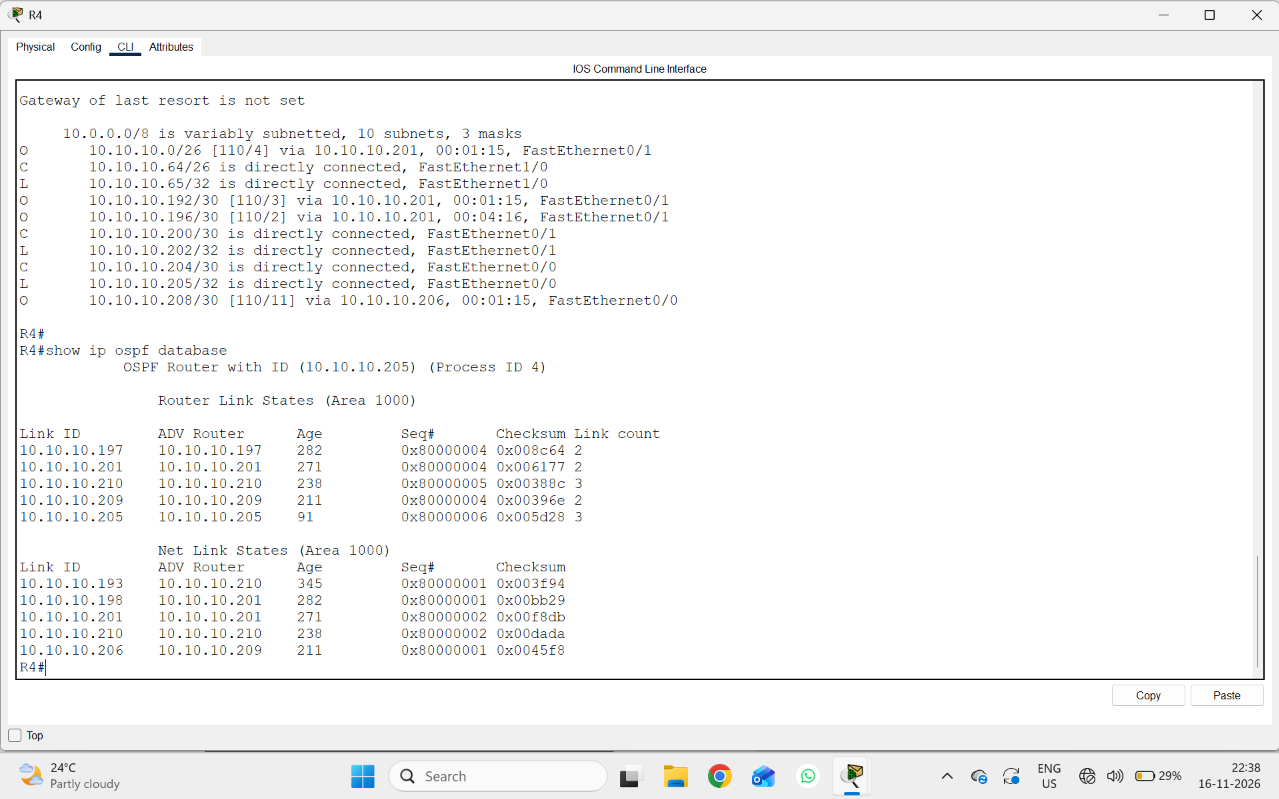 R4
Physical Config CLI Attributes
IOS Command Line Interface
Gateway of last resort is not set
10.0.0.0/8 is variably subnetted, 10 subnets, 3 masks
O 10.10.10.0/26 [110/4] via 10.10.10.201, 00:01:15, FastEthernet0/1
C 10.10.10.64/26 is directly connected, FastEthernet1/0
L 10.10.10.65/32 is directly connected, FastEthernet1/0
O 10.10.10.192/30 [110/3] via 10.10.10.201, 00:01:15, FastEthernet0/1
O 10.10.10.196/30 [110/2] via 10.10.10.201, 00:04:16, FastEthernet0/1
C 10.10.10.200/30 is directly connected, FastEthernet0/1
L 10.10.10.202/32 is directly connected, FastEthernet0/1
C 10.10.10.204/30 is directly connected, FastEthernet0/0
L 10.10.10.205/32 is directly connected, FastEthernet0/0
O 10.10.10.208/30 [110/11] via 10.10.10.206, 00:01:15, FastEthernet0/0
R4#
R4#show ip ospf database
OSPF Router with ID (10.10.10.205) (Process ID 4)
Router Link States (Area 1000)
Link ID ADV Router Age Seq# Checksum Link count
10.10.10.197 10.10.10.197 282 0x80000004 0x008c64 2
10.10.10.201 10.10.10.201 271 0x80000004 0x006177 2
10.10.10.210 10.10.10.210 238 0x80000005 0x00388c 3
10.10.10.209 10.10.10.209 211 0x80000004 0x00396e 2
10.10.10.205 10.10.10.205 91 0x80000006 0x005d28 3
Net Link States (Area 1000)
Link ID ADV Router Age Seq# Checksum
10.10.10.193 10.10.10.210 345 0x80000001 0x003f94
10.10.10.198 10.10.10.201 282 0x80000001 0x00bb29
10.10.10.201 10.10.10.201 271 0x80000002 0x00f8db
10.10.10.210 10.10.10.210 238 0x80000002 0x00dada
10.10.10.206 10.10.10.209 211 0x80000001 0x0045f8
R4#
Copy Paste
Top
24°C
Partly cloudy
Search
ENG
US
29%
22:38
16-11-2026